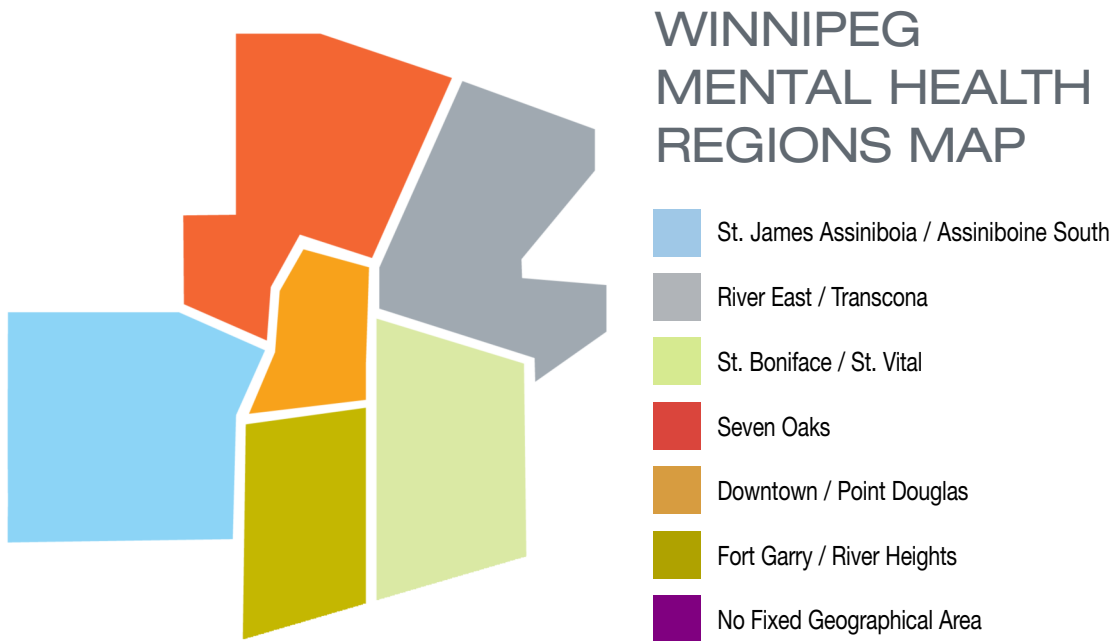 WINNIPEG
MENTAL HEALTH
REGIONS MAP
St. James Assiniboia / Assiniboine South
River East / Transcona
St. Boniface / St. Vital
Seven Oaks
Downtown / Point Douglas
Fort Garry / River Heights
No Fixed Geographical Area